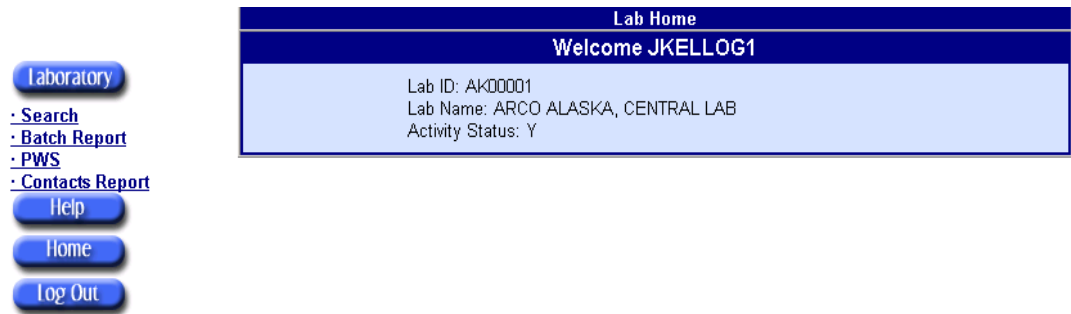 Lab Home
Welcome JKELLOG1
Lab ID: AK00001
Lab Name: ARCO ALASKA, CENTRAL LAB
Activity Status: Y
Laboratory
· Search
· Batch Report
· PWS
· Contacts Report
Help
Home
Log Out